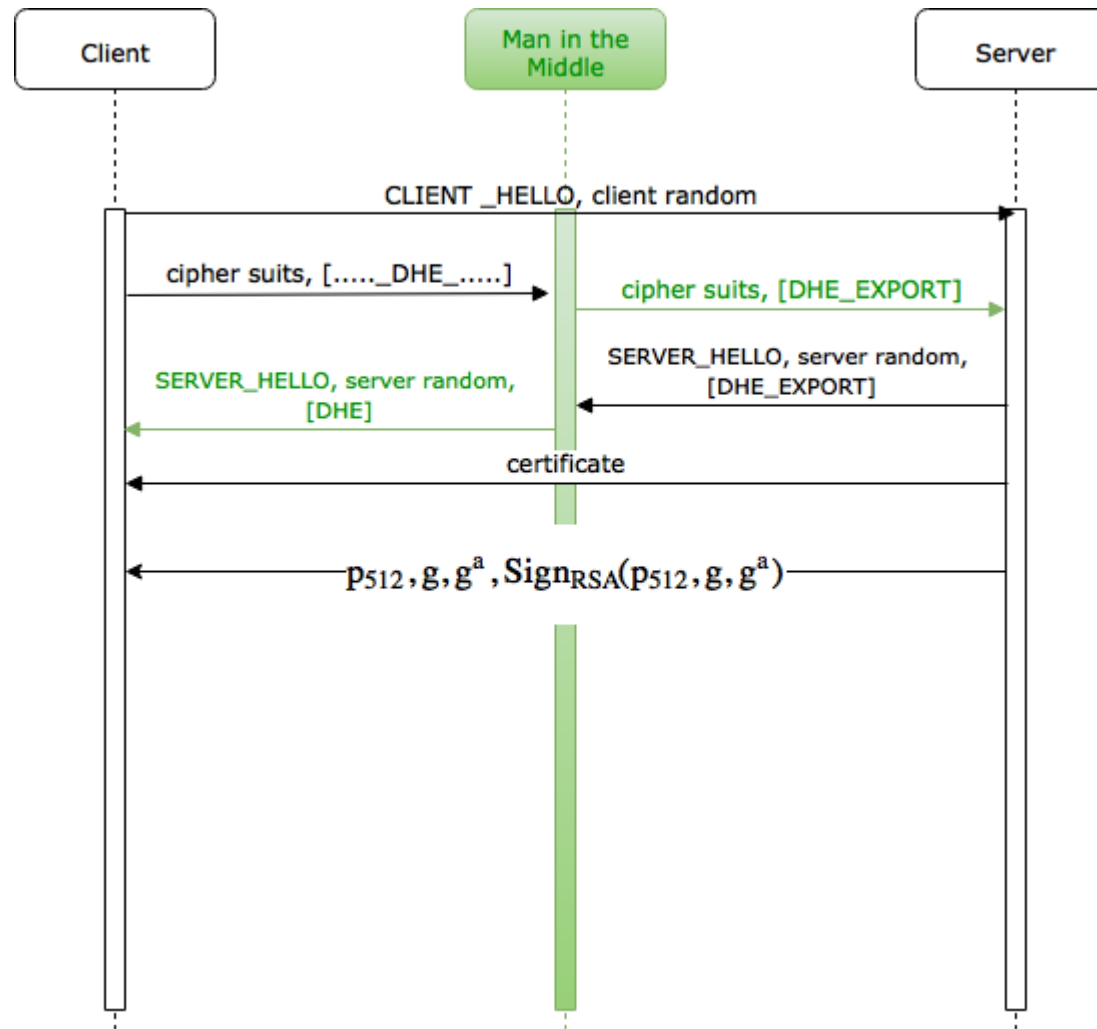 Client
Man in the
Middle
Server
CLIENT _HELLO, client random
cipher suits, [....._DHE_.....]
cipher suits, [DHE_EXPORT]
SERVER_HELLO, server random,
[DHE_EXPORT]
SERVER_HELLO, server random,
[DHE]
certificate
p₅₁₂, g, gᵃ, Sign_RSA(p₅₁₂, g, gᵃ)